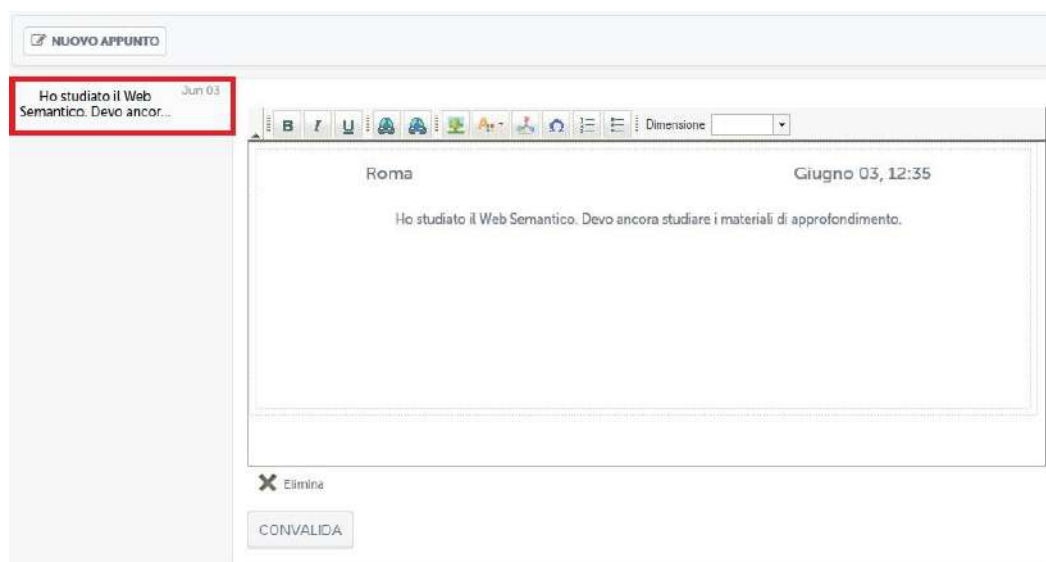 NUOVO APPUNTO
Ho studiato il Web Jun 03
Semantico. Devo ancor...
B I U Dimensione
Roma Giugno 03, 12:35
Ho studiato il Web Semantico. Devo ancora studiare i materiali di approfondimento.
Elimina
CONVALIDA